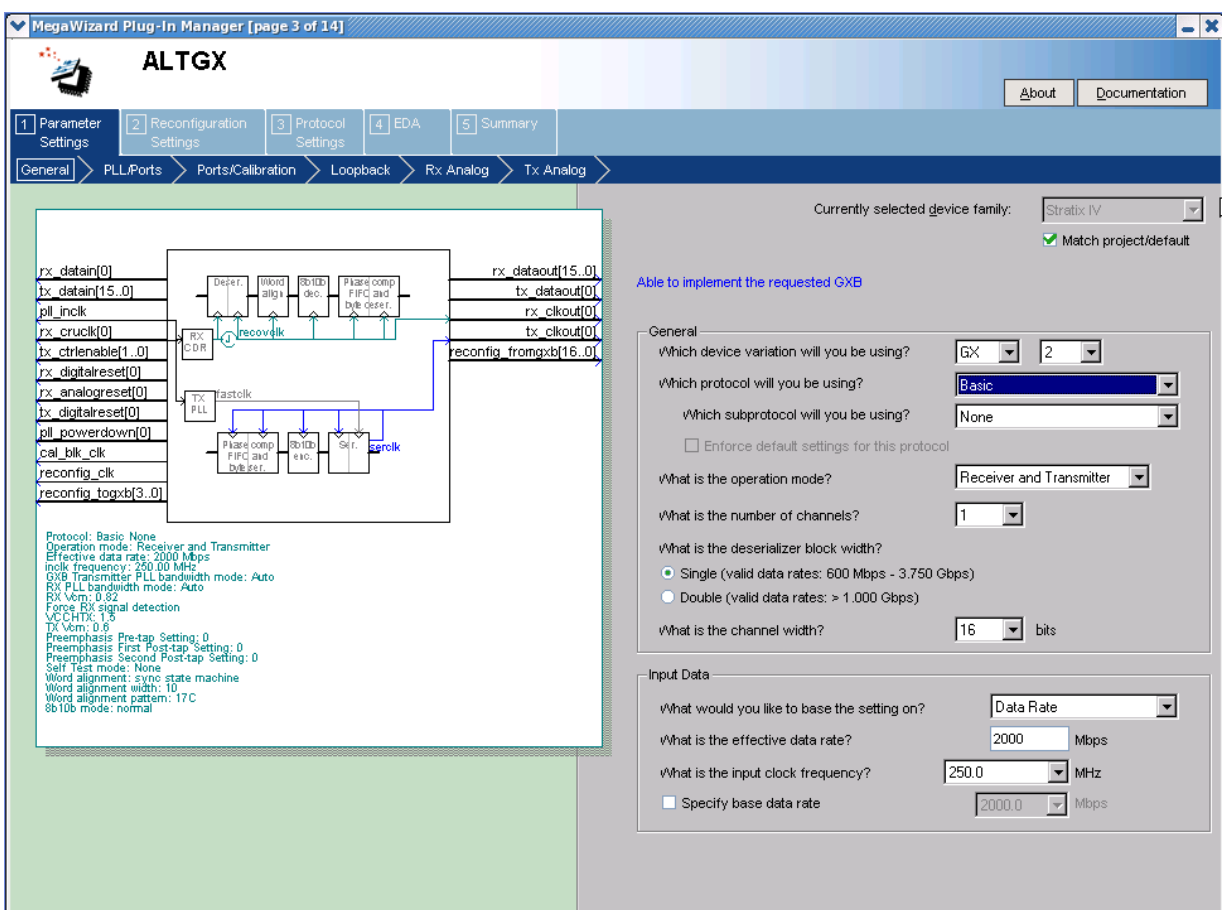 MegaWizard Plug-In Manager [page 3 of 14]
ALTGX
About
Documentation
1 Parameter Settings
2 Reconfiguration Settings
3 Protocol Settings
4 EDA
5 Summary
General
PLL/Ports
Ports/Calibration
Loopback
Rx Analog
Tx Analog
Currently selected device family:
Stratix IV
Match project/default
Able to implement the requested GXB
rx_datain[0]
tx_datain[15..0]
pll_inclk
rx_cruclk[0]
tx_ctrlenable[1..0]
rx_digitalreset[0]
rx_analogreset[0]
tx_digitalreset[0]
pll_powerdown[0]
cal_blk_clk
reconfig_clk
reconfig_togxb[3..0]
rx_dataout[15..0]
tx_dataout[0]
rx_clkout[0]
tx_clkout[0]
reconfig_fromgxb[16..0]
Deser.
Word align
8b10b dec.
Phase comp FIFO and byte deser.
RX CDR
recovclk
TX PLL
fastclk
Phase comp FIFO and byte ser.
8b10b enc.
Ser.
serclk
Protocol: Basic None
Operation mode: Receiver and Transmitter
Effective data rate: 2000 Mbps
inclk frequency: 250.00 MHz
GXB Transmitter PLL bandwidth mode: Auto
RX PLL bandwidth mode: Auto
RX Vcm: 0.82
Force RX signal detection
VCCHTX: 1.5
TX Vcm: 0.6
Preemphasis Pre-tap Setting: 0
Preemphasis First Post-tap Setting: 0
Preemphasis Second Post-tap Setting: 0
Self Test mode: None
Word alignment: sync state machine
Word alignment width: 10
Word alignment pattern: 17C
8b10b mode: normal
General
Which device variation will you be using?
GX
2
Which protocol will you be using?
Basic
Which subprotocol will you be using?
None
Enforce default settings for this protocol
What is the operation mode?
Receiver and Transmitter
What is the number of channels?
1
What is the deserializer block width?
Single (valid data rates: 600 Mbps - 3.750 Gbps)
Double (valid data rates: > 1.000 Gbps)
What is the channel width?
16
bits
Input Data
What would you like to base the setting on?
Data Rate
What is the effective data rate?
2000
Mbps
What is the input clock frequency?
250.0
MHz
Specify base data rate
2000.0
Mbps